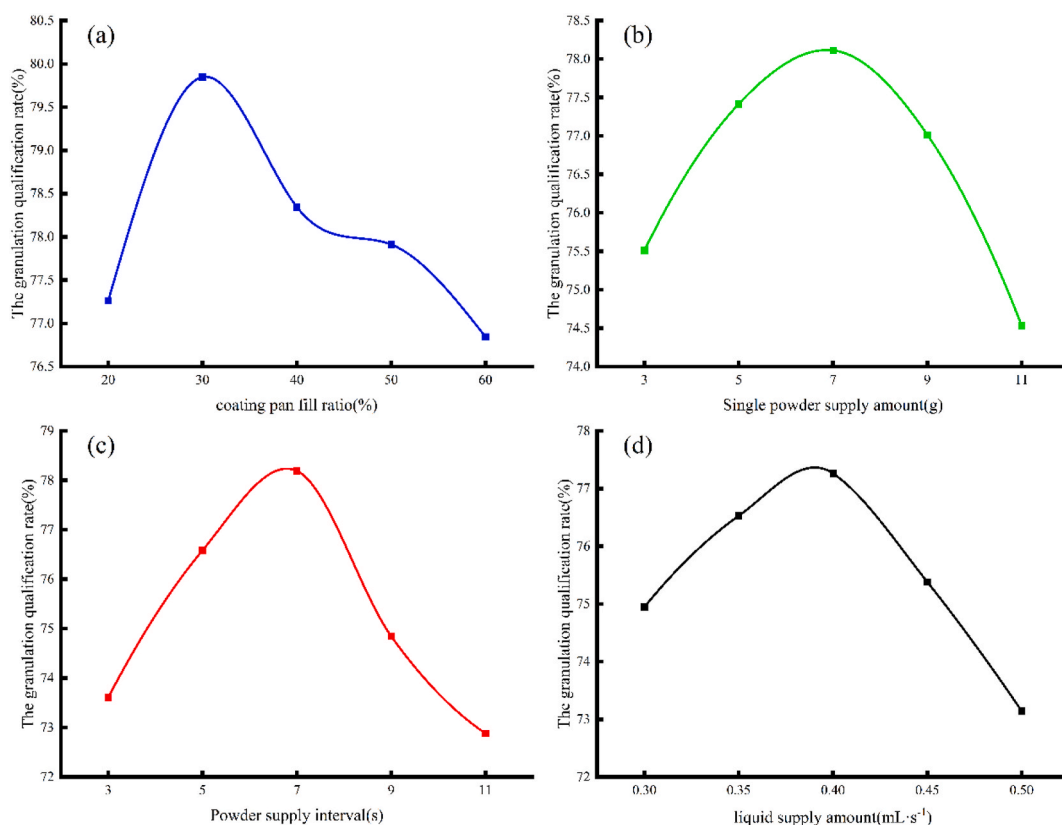 (a)
The granulation qualification rate(%)
80.5
80.0
79.5
79.0
78.5
78.0
77.5
77.0
76.5
20 30 40 50 60
coating pan fill ratio(%)
(b)
The granulation qualification rate(%)
78.5
78.0
77.5
77.0
76.5
76.0
75.5
75.0
74.5
74.0
3 5 7 9 11
Single powder supply amount(g)
(c)
The granulation qualification rate(%)
79
78
77
76
75
74
73
72
3 5 7 9 11
Powder supply interval(s)
(d)
The granulation qualification rate(%)
78
77
76
75
74
73
72
0.30 0.35 0.40 0.45 0.50
liquid supply amount(mL·s⁻¹)